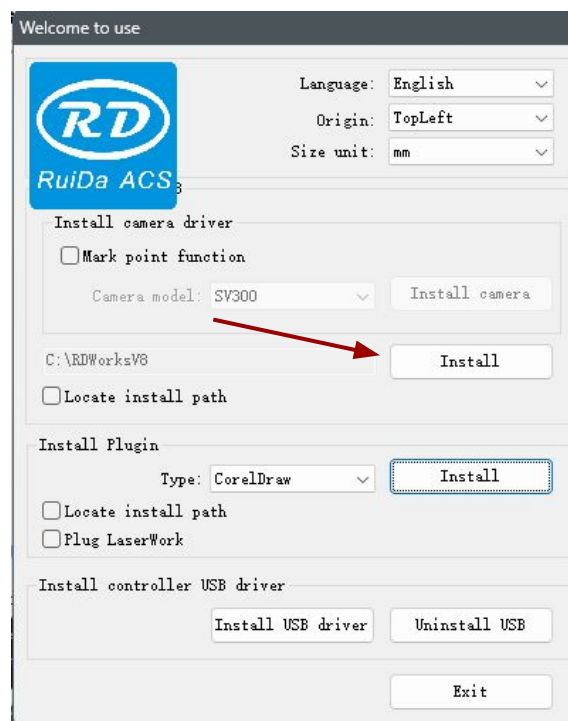 Welcome to use
RD
RuiDa ACS
Language: English
Origin: TopLeft
Size unit: mm
Install camera driver
Mark point function
Camera model: SV300 Install camera
C:\RDWorksV8 Install
Locate install path
Install Plugin
Type: CorelDraw Install
Locate install path
Plug LaserWork
Install controller USB driver
Install USB driver Uninstall USB
Exit